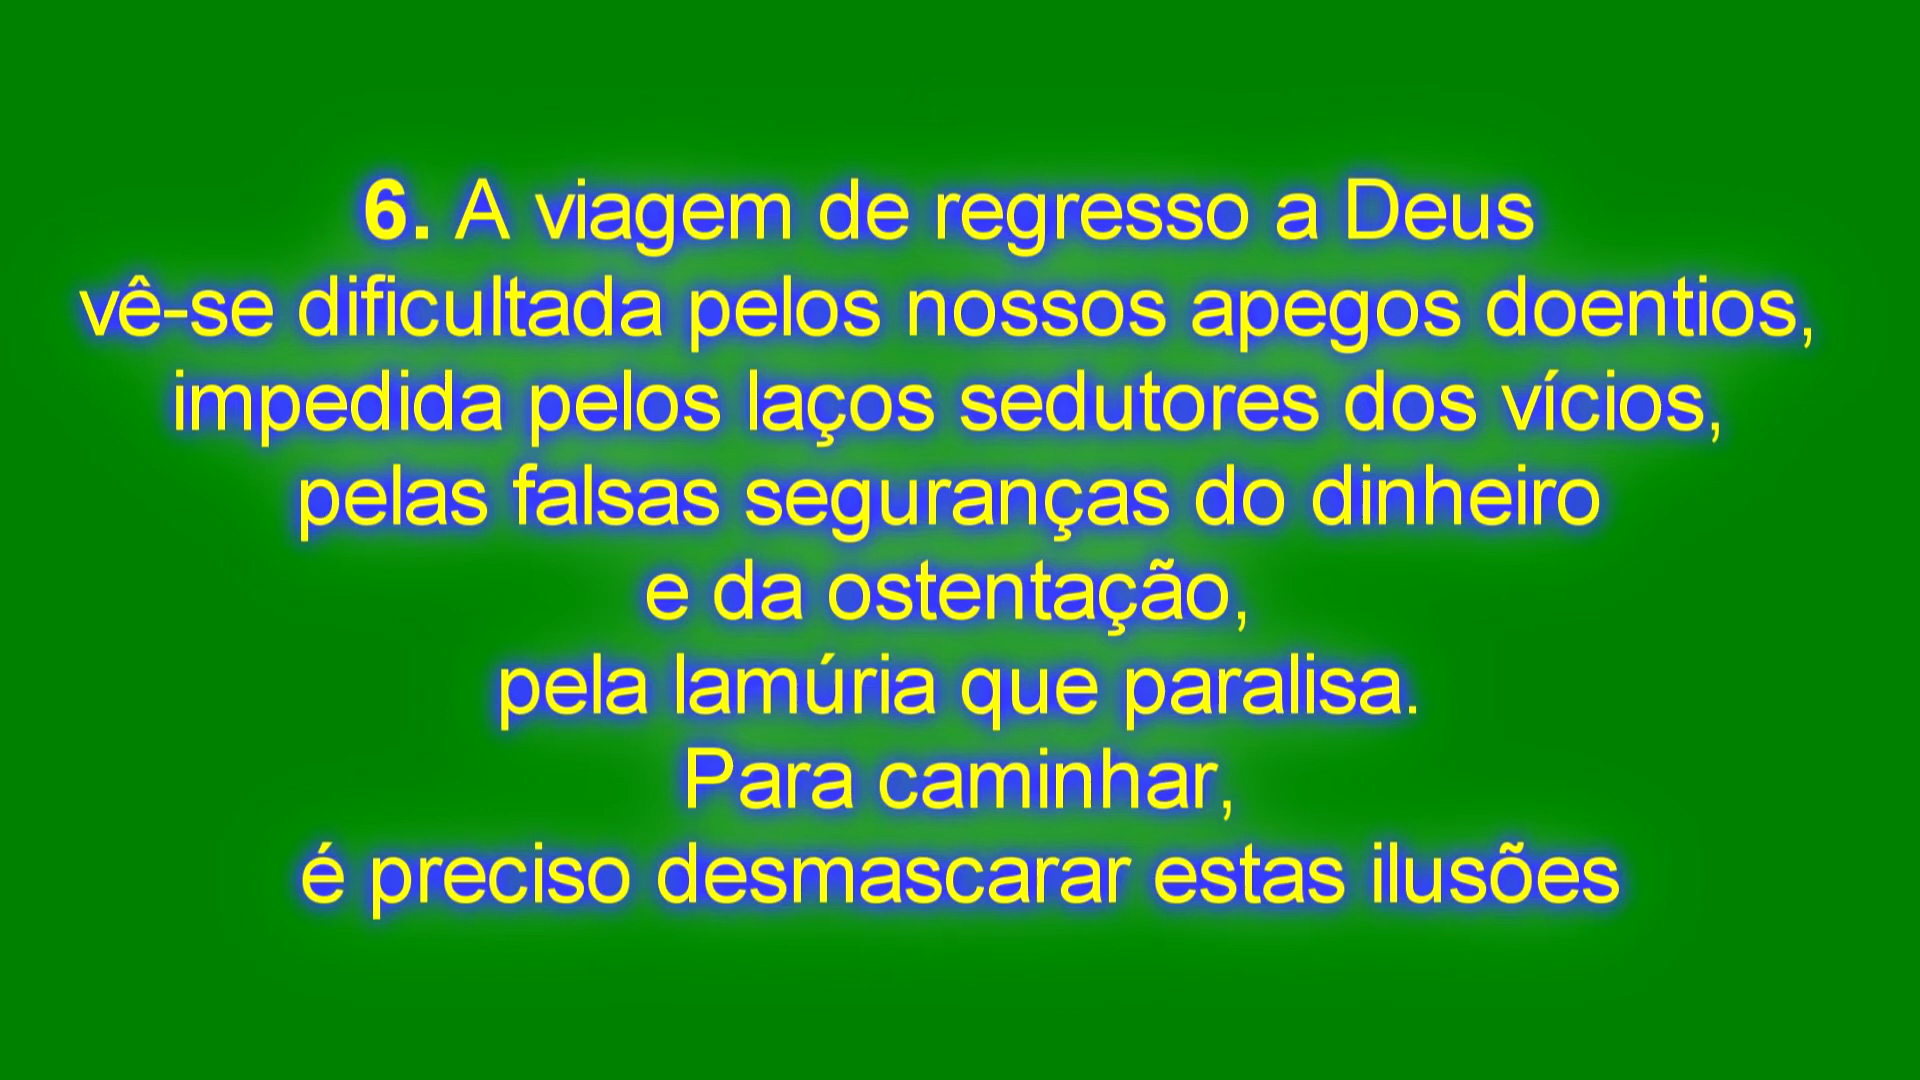 6. A viagem de regresso a Deus
vê-se dificultada pelos nossos apegos doentios,
impedida pelos laços sedutores dos vícios,
pelas falsas seguranças do dinheiro
e da ostentação,
pela lamúria que paralisa.
Para caminhar,
é preciso desmascarar estas ilusões